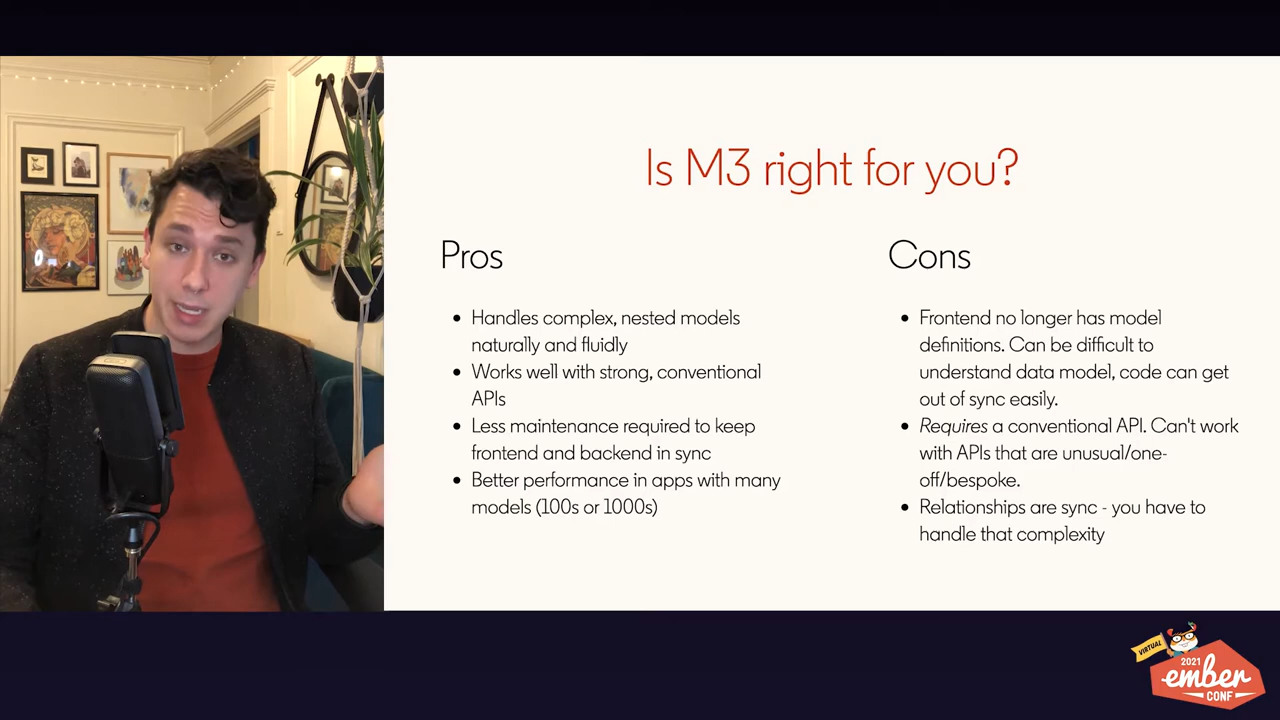 Is M3 right for you?
Pros
• Handles complex, nested models
naturally and fluidly
• Works well with strong, conventional
APIs
• Less maintenance required to keep
frontend and backend in sync
• Better performance in apps with many
models (100s or 1000s)
Cons
• Frontend no longer has model
definitions. Can be difficult to
understand data model, code can get
out of sync easily.
• Requires a conventional API. Can't work
with APIs that are unusual/one-
off/bespoke.
• Relationships are sync - you have to
handle that complexity
VIRTUAL
2021
ember
CONF